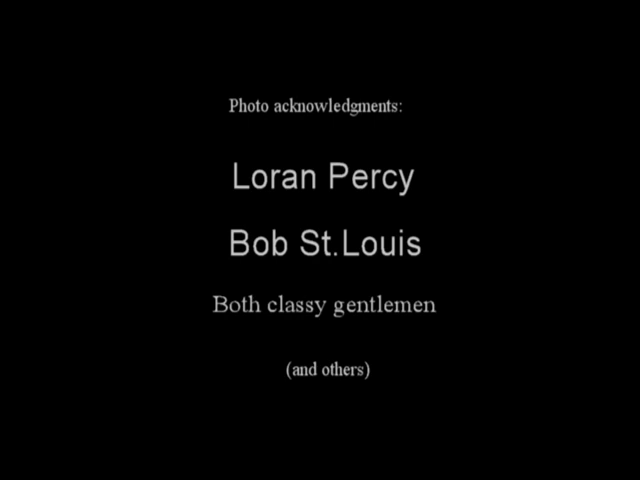 Photo acknowledgments:
Loran Percy
Bob St.Louis
Both classy gentlemen
(and others)